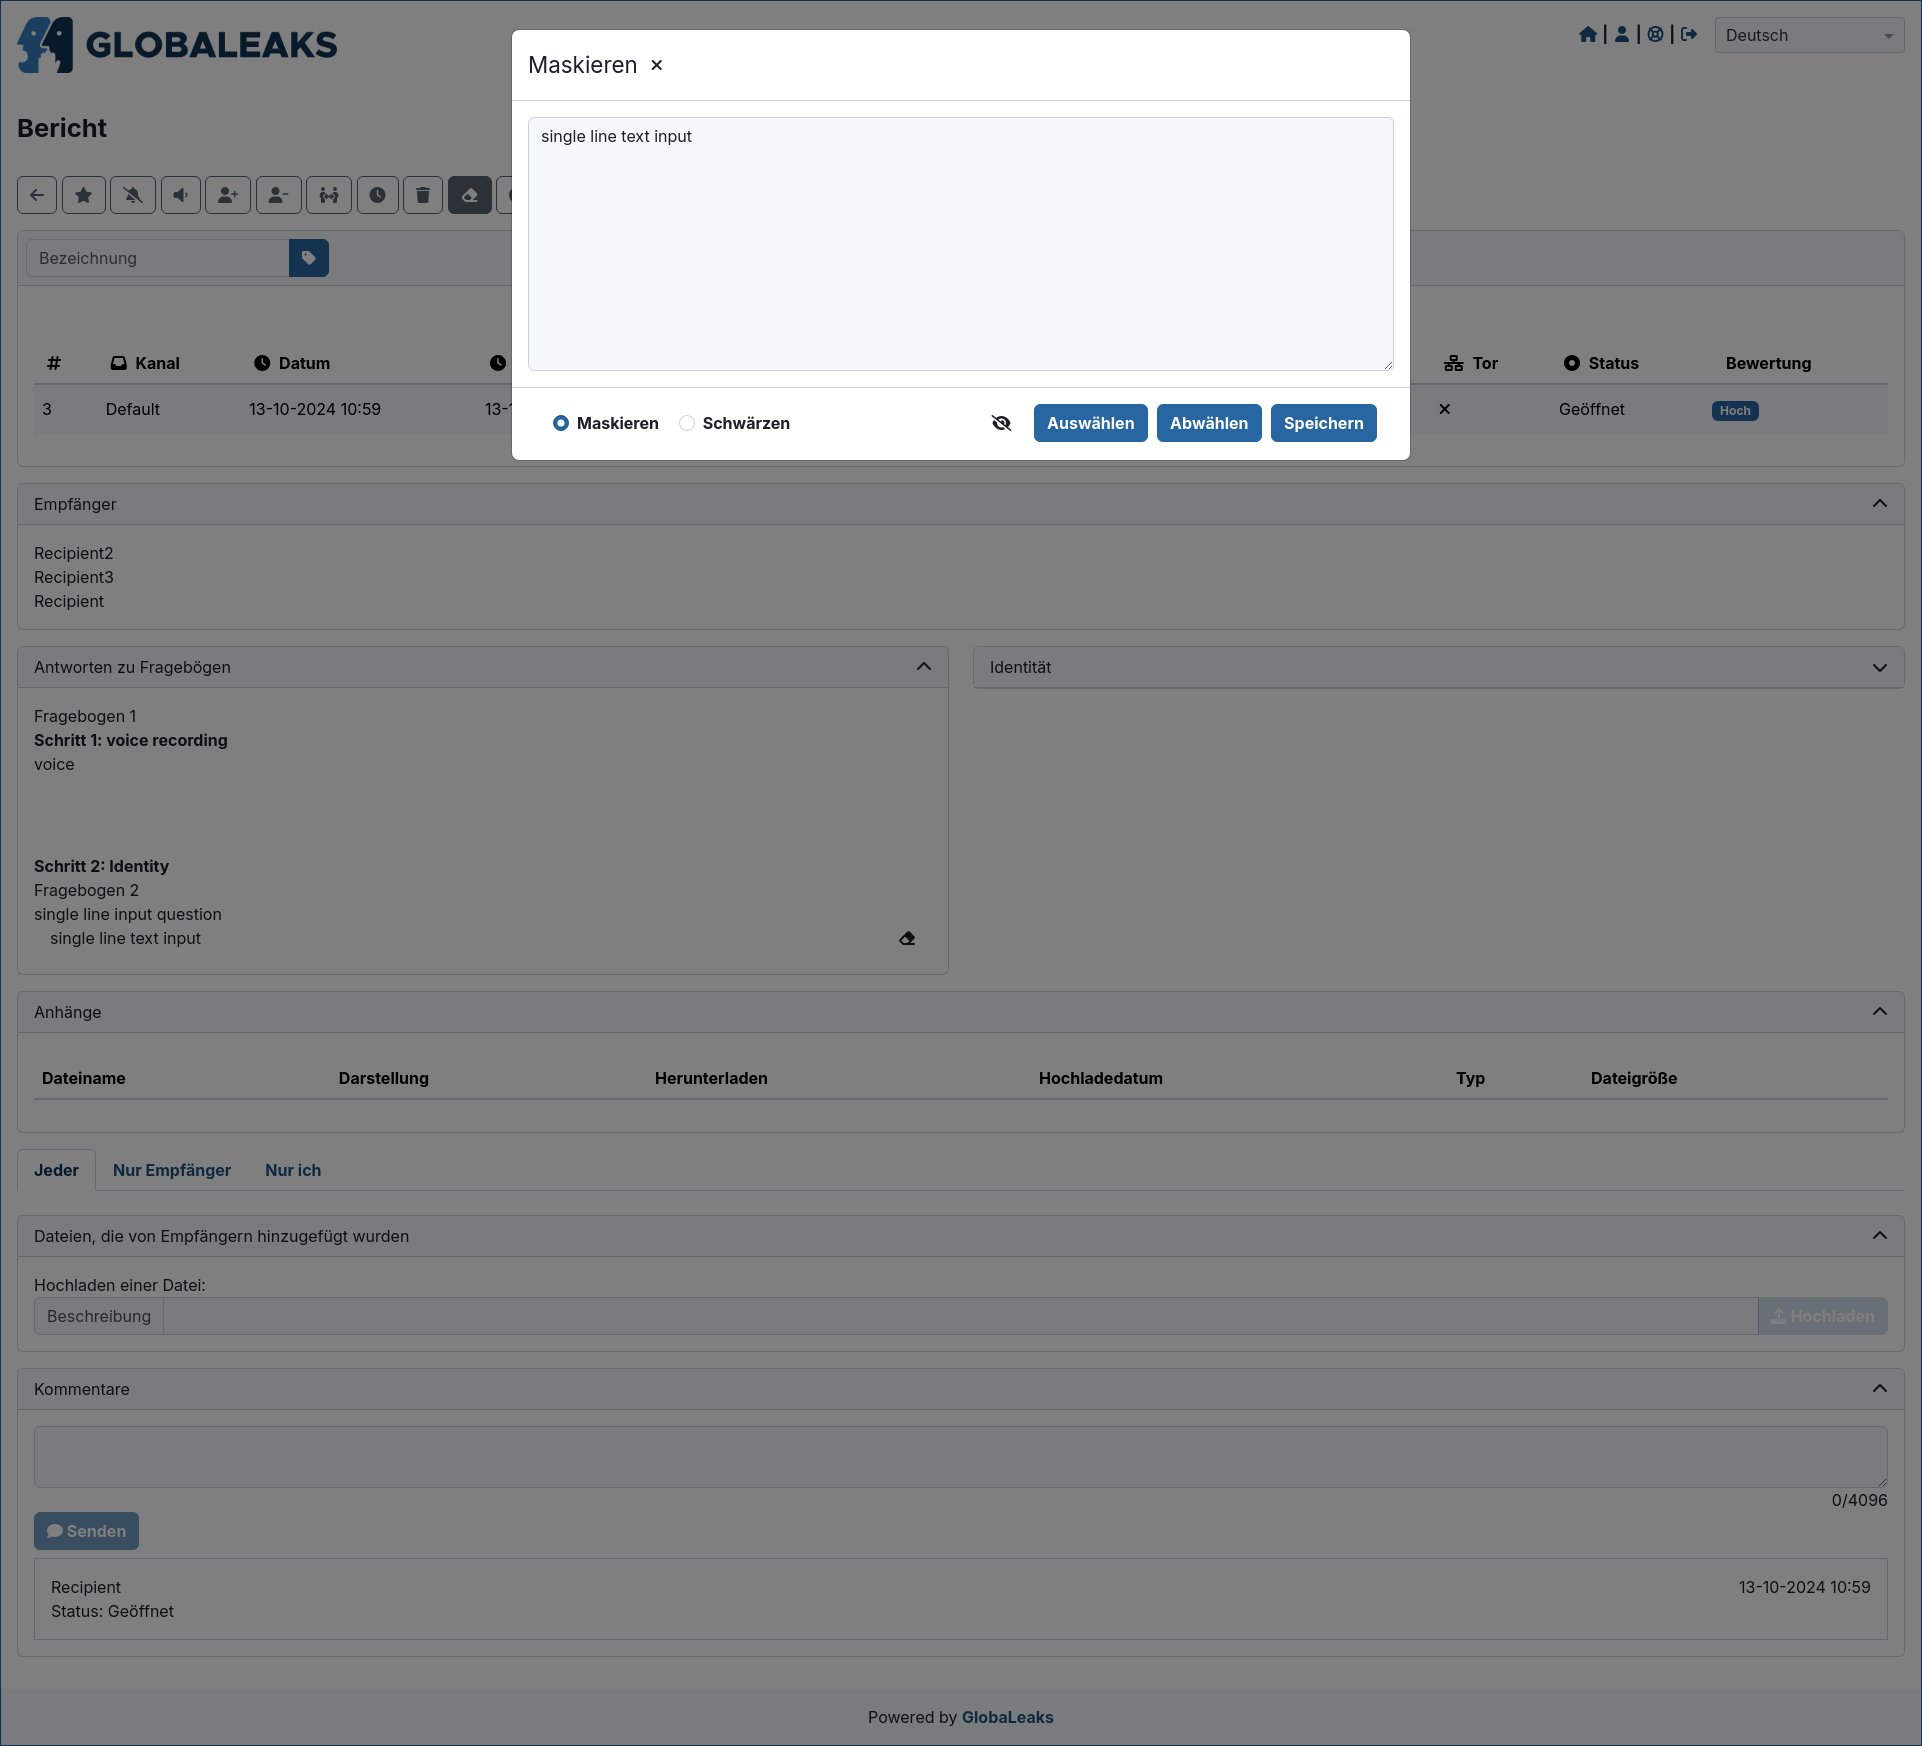 GLOBALEAKS
Deutsch
Maskieren
single line text input
Maskieren Schwärzen Auswählen Abwählen Speichern
Bericht
Bezeichnung
# Kanal Datum Tor Status Bewertung
3 Default 13-10-2024 10:59 13- Geöffnet Hoch
Empfänger
Recipient2
Recipient3
Recipient
Antworten zu Fragebögen
Fragebogen 1
Schritt 1: voice recording
voice
Schritt 2: Identity
Fragebogen 2
single line input question
single line text input
Identität
Anhänge
Dateiname Darstellung Herunterladen Hochladedatum Typ Dateigröße
Jeder Nur Empfänger Nur ich
Dateien, die von Empfängern hinzugefügt wurden
Hochladen einer Datei:
Beschreibung Hochladen
Kommentare
0/4096
Senden
Recipient 13-10-2024 10:59
Status: Geöffnet
Powered by GlobaLeaks